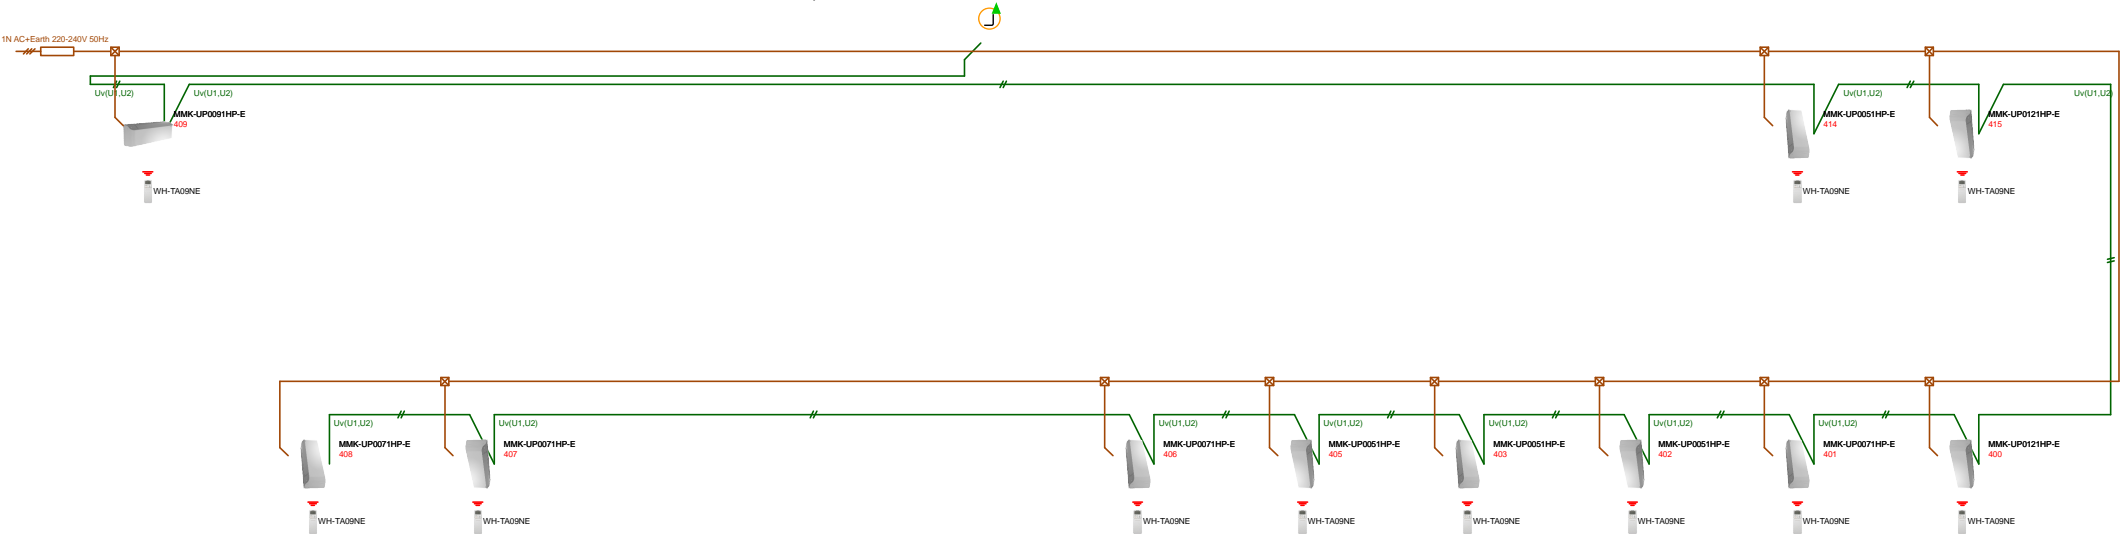 1N AC+Earth 220-240V 50Hz
Uv(U1,U2)
Uv(U1,U2)
Uv(U1,U2)
Uv(U1,U2)
MMK-UP0091HP-E
409
MMK-UP0051HP-E
414
MMK-UP0121HP-E
415
WH-TA09NE
WH-TA09NE
WH-TA09NE
Uv(U1,U2)
Uv(U1,U2)
Uv(U1,U2)
Uv(U1,U2)
Uv(U1,U2)
Uv(U1,U2)
Uv(U1,U2)
MMK-UP0071HP-E
408
MMK-UP0071HP-E
407
MMK-UP0071HP-E
406
MMK-UP0051HP-E
405
MMK-UP0051HP-E
403
MMK-UP0051HP-E
402
MMK-UP0071HP-E
401
MMK-UP0121HP-E
400
WH-TA09NE
WH-TA09NE
WH-TA09NE
WH-TA09NE
WH-TA09NE
WH-TA09NE
WH-TA09NE
WH-TA09NE